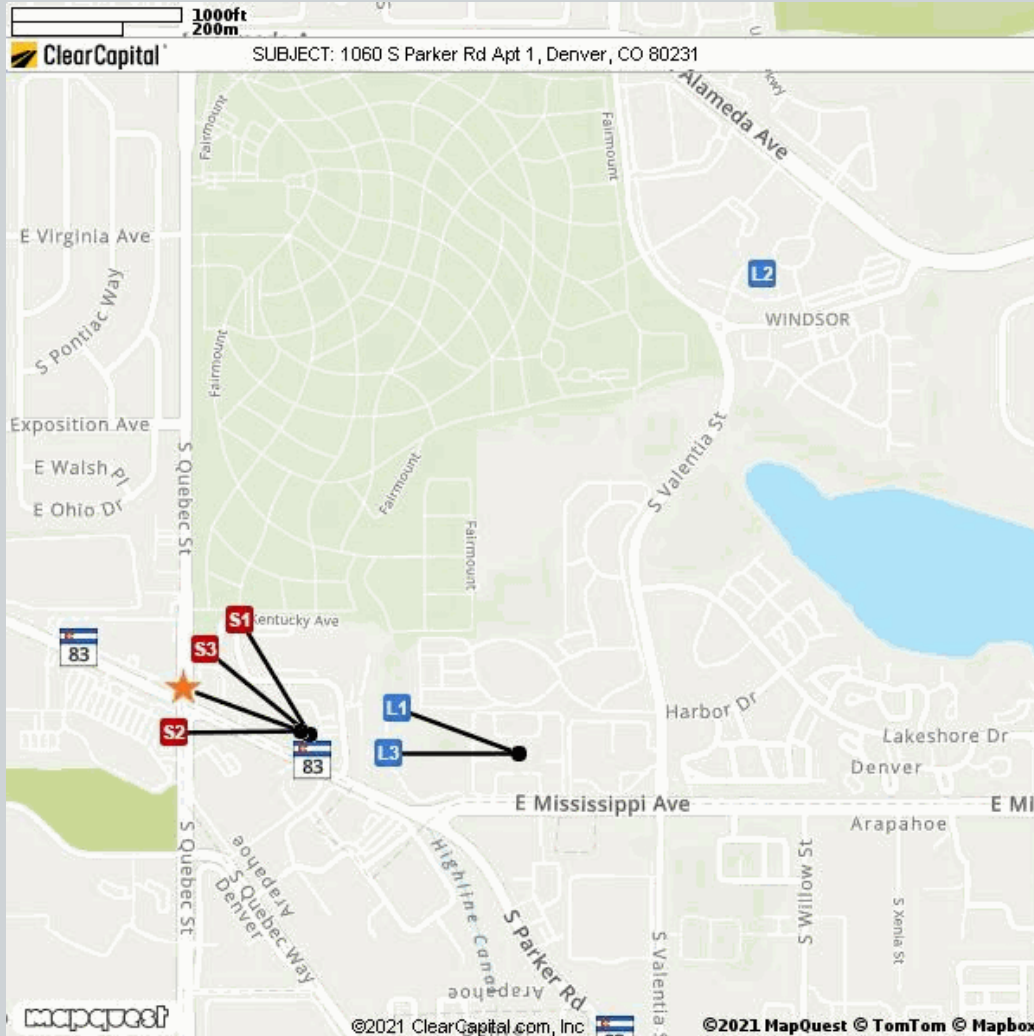 1000ft
200m
ClearCapital
SUBJECT: 1060 S Parker Rd Apt 1, Denver, CO 80231
Alameda Ave
Fairmount
Fairmount
E Virginia Ave
S Pontiac Way
L2
WINDSOR
Fairmount
Exposition Ave
S Valentia St
E Walsh Pl
S Quebec St
Fairmount
E Ohio Dr
Fairmount
S1
Kentucky Ave
S3
83
L1
Harbor Dr
S2
Lakeshore Dr
L3
83
Denver
E Mississippi Ave
E Mi
Arapahoe
S Quebec St
Arapahoe
Denver
S Quebec Way
Highline Canal
S Willow St
S Xenia St
S Parker Rd
S Valentia S
Arapahoe
mapquest
©2021 ClearCapital.com, Inc
©2021 MapQuest © TomTom © Mapbox